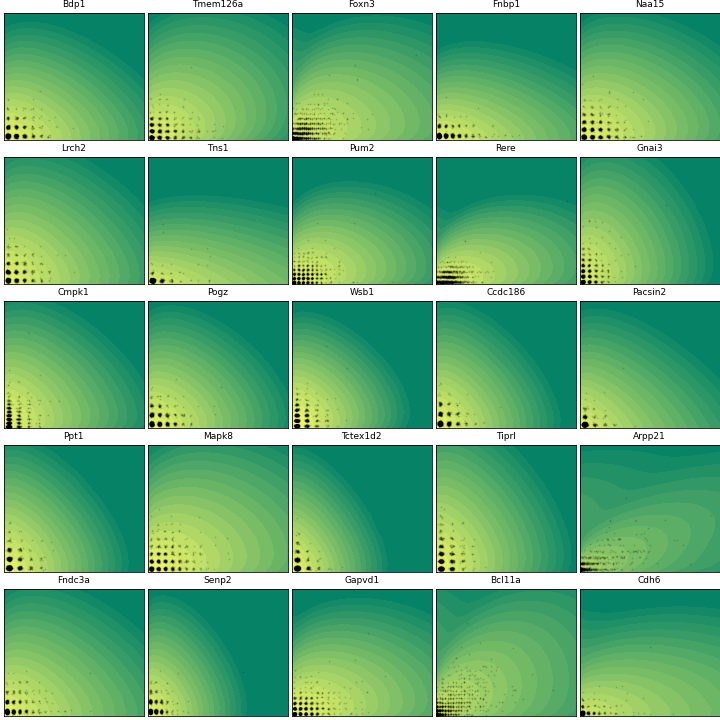 Bdp1 Tmem126a Foxn3 Fnbp1 Naa15
Lrch2 Tns1 Pum2 Rere Gnai3
Cmpk1 Pogz Wsb1 Ccdc186 Pacsin2
Ppt1 Mapk8 Tctex1d2 Tiprl Arpp21
Fndc3a Senp2 Gapvd1 Bcl11a Cdh6